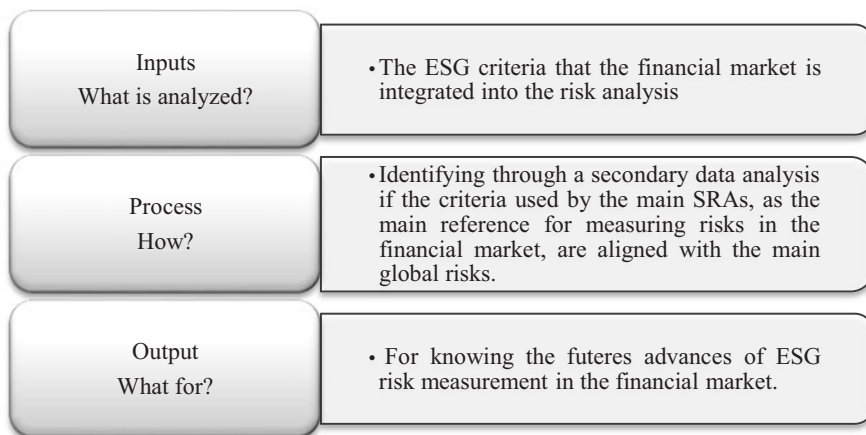 Inputs
What is analyzed?
• The ESG criteria that the financial market is
integrated into the risk analysis
Process
How?
• Identifying through a secondary data analysis
if the criteria used by the main SRAs, as the
main reference for measuring risks in the
financial market, are aligned with the main
global risks.
Output
What for?
• For knowing the futeres advances of ESG
risk measurement in the financial market.